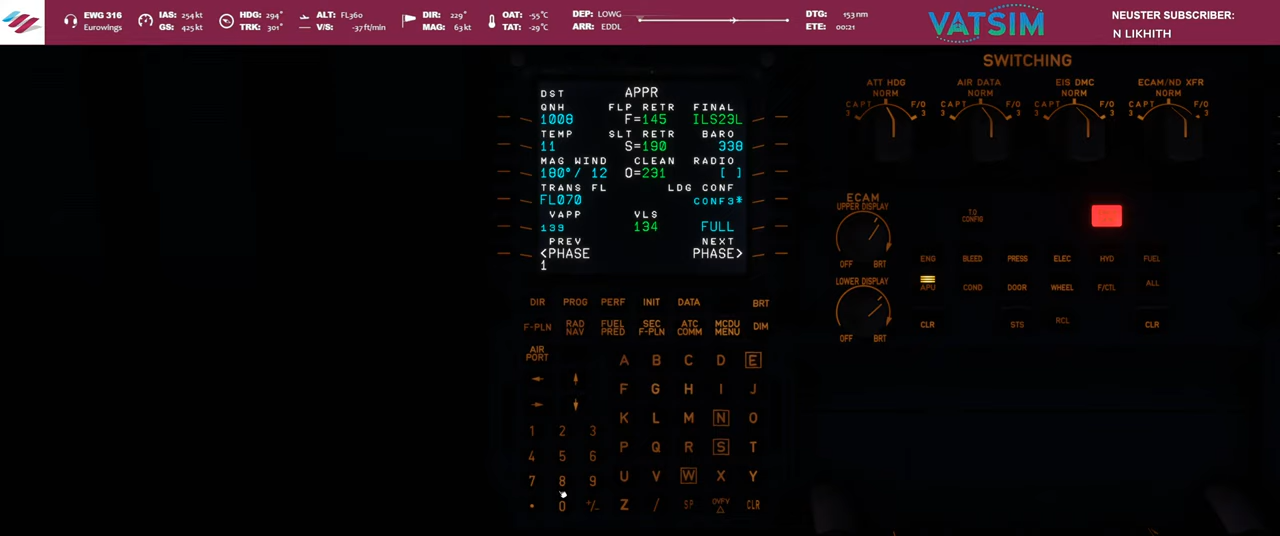 EWG 316
Eurowings
IAS: 254 kt
GS: 425 kt
HDG: 294°
TRK: 301°
ALT: FL360
V/S: -37 ft/min
DIR: 229°
MAG: 63 kt
OAT: -55°C
TAT: -29°C
DEP: LOWG
ARR: EDDL
DTG: 153 nm
ETE: 00:21
VATSIM
NEUSTER SUBSCRIBER:
N LIKHITH
DST APPR
QNH FLP RETR FINAL
1008 F=145 ILS23L
TEMP SLT RETR BARO
11 S=190 330
MAG WIND CLEAN RADIO
180°/ 12 O=231 [ ]
TRANS FL LDG CONF
FL070 CONF3*
VAPP VLS
139 134 FULL
PREV NEXT
<PHASE PHASE>
1
DIR PROG PERF INIT DATA BRT
F-PLN RAD NAV FUEL PRED SEC F-PLN ATC COMM MCDU MENU DIM
AIR PORT
A B C D E
F G H I J
K L M N O
P Q R S T
U V W X Y
Z / SP OVFY △ CLR
1 2 3
4 5 6
7 8 9
. 0 +/-
SWITCHING
ATT HDG AIR DATA EIS DMC ECAM/ND XFR
NORM NORM NORM NORM
CAPT F/O CAPT F/O CAPT F/O CAPT F/O
3 3 3 3
ECAM
UPPER DISPLAY
OFF BRT
LOWER DISPLAY
OFF BRT
T.O CONFIG
ENG BLEED PRESS ELEC HYD FUEL
APU COND DOOR WHEEL F/CTL ALL
CLR STS RCL CLR